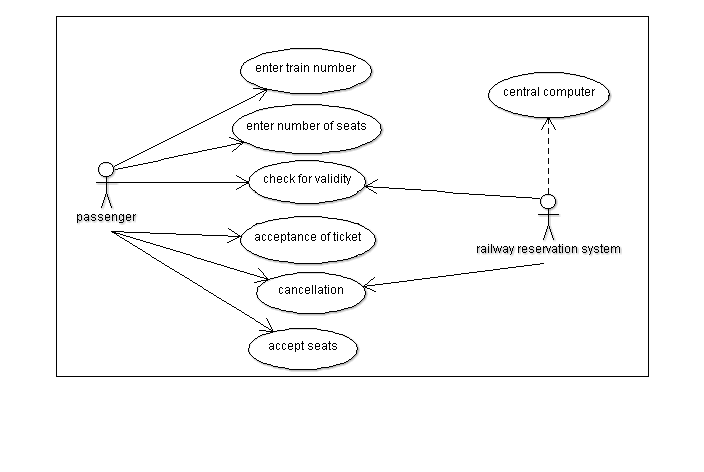 enter train number
central computer
enter number of seats
check for validity
passenger
acceptance of ticket
railway reservation system
cancellation
accept seats